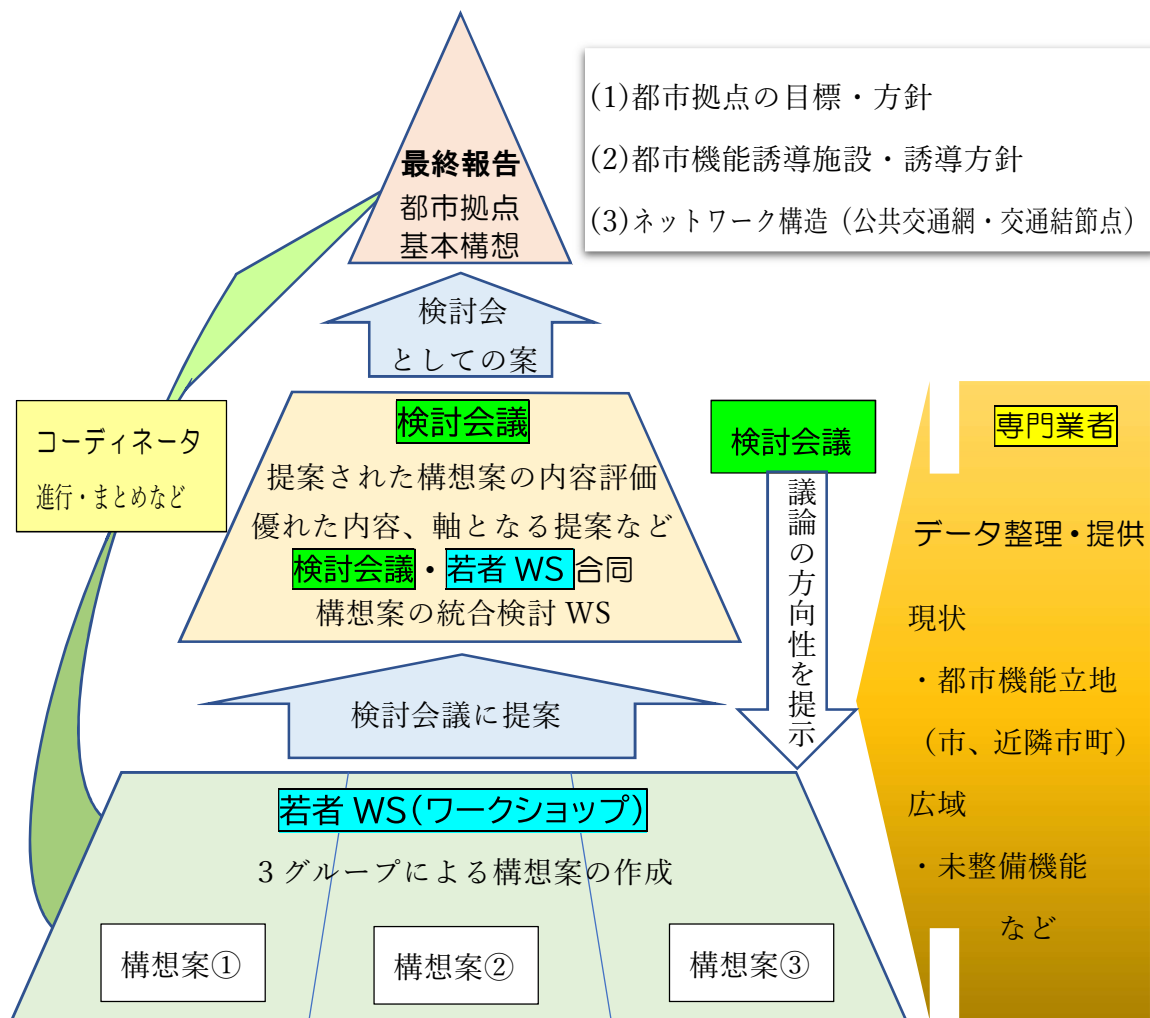 (1)都市拠点の目標・方針
(2)都市機能誘導施設・誘導方針
(3)ネットワーク構造（公共交通網・交通結節点）
最終報告
都市拠点
基本構想
検討会
としての案
コーディネータ
進行・まとめなど
検討会議
提案された構想案の内容評価
優れた内容、軸となる提案など
検討会議・若者 WS 合同
構想案の統合検討 WS
検討会議
議論の方向性を提示
専門業者
データ整理・提供
現状
・都市機能立地
（市、近隣市町）
広域
・未整備機能
など
検討会議に提案
若者 WS（ワークショップ）
3 グループによる構想案の作成
構想案①
構想案②
構想案③